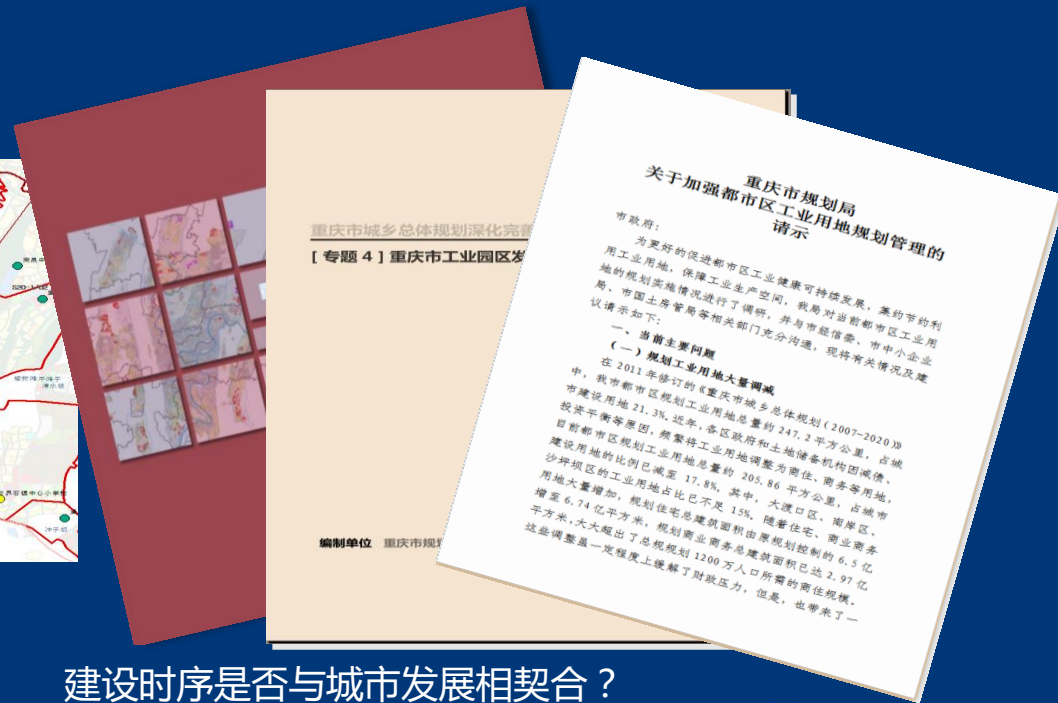 重庆市城乡总体规划深化完善
[专题4]重庆市工业园区发
编制单位 重庆市规划
重庆市规划局
关于加强都市区工业用地规划管理的
请示
市政府：
为更好的促进都市区工业健康可持续发展，集约节约利
用工业用地，保障工业生产空间，我局对当前都市区工业用
地的规划实施情况进行了调研，并与市经信委、市中小企业
局、市国土房管局等相关部门充分沟通，现将有关情况及建
议请示如下：
一、当前主要问题
（一）规划工业用地大量调减
在2011年修订的《重庆市城乡总体规划（2007-2020）》
中，我市都市区规划工业用地总量约247.2平方公里，占城
市建设用地21.3%。近年，各区政府和土地储备机构因减债、
投资平衡等原因，频繁将工业用地调整为商住、商务等用地，
目前都市区规划工业用地总量约 205.86 平方公里，占城市
建设用地的比例已减至 17.8%，其中，大渡口区、南岸区、
沙坪坝区的工业用地占比已不足 15%。随着住宅、商业商务
用地大量增加，规划住宅总建筑面积由原规划控制的6.5亿
增至6.74亿平方米，规划商业商务总建筑面积已达2.97亿
平方米，大大超出了总规规划1200万人口所需的商住规模。
这些调整虽一定程度上缓解了财政压力，但是，也带来了一
建设时序是否与城市发展相契合？